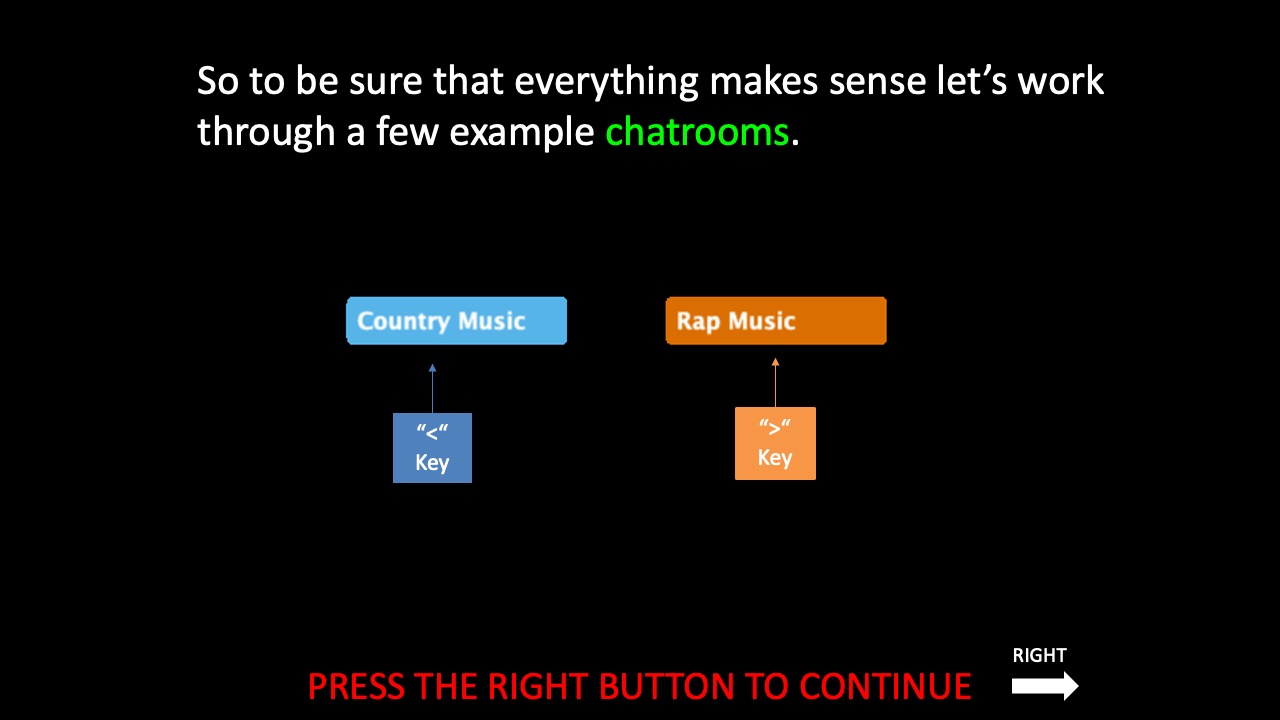 So to be sure that everything makes sense let’s work
through a few example chatrooms.
Country Music
Rap Music
“<“
Key
“>“
Key
RIGHT
PRESS THE RIGHT BUTTON TO CONTINUE